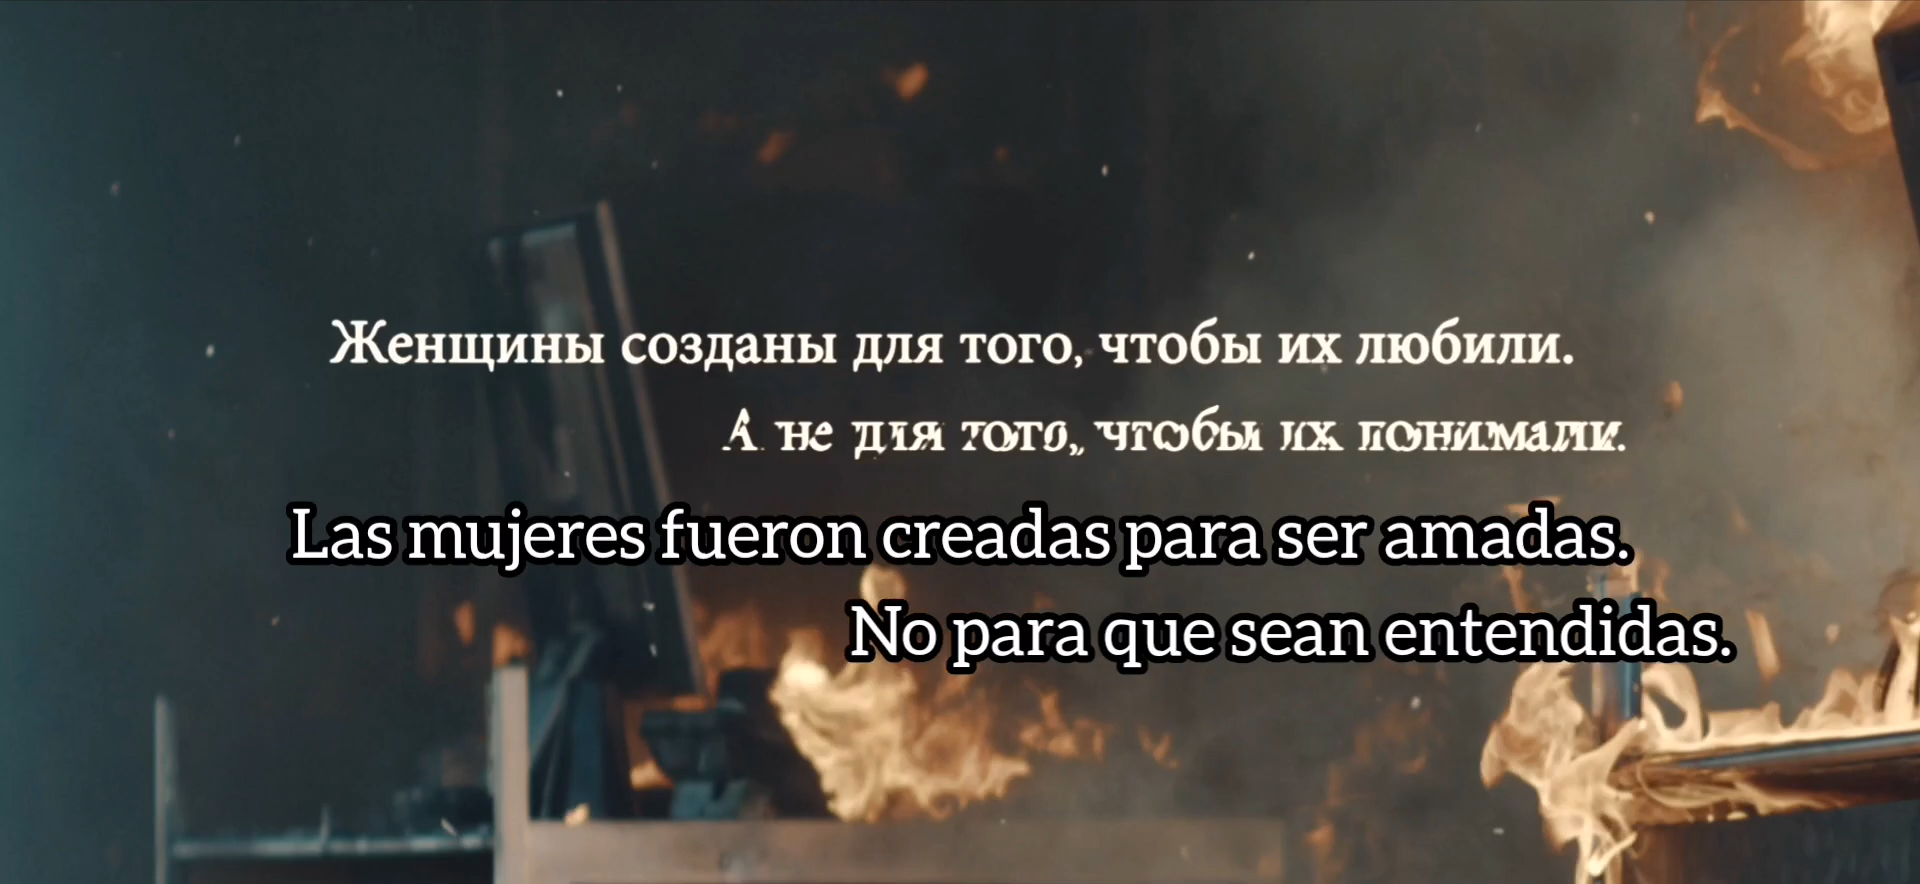 Женщины созданы для того, чтобы их любили.
А не для того, чтобы их понимали.
Las mujeres fueron creadas para ser amadas.
No para que sean entendidas.